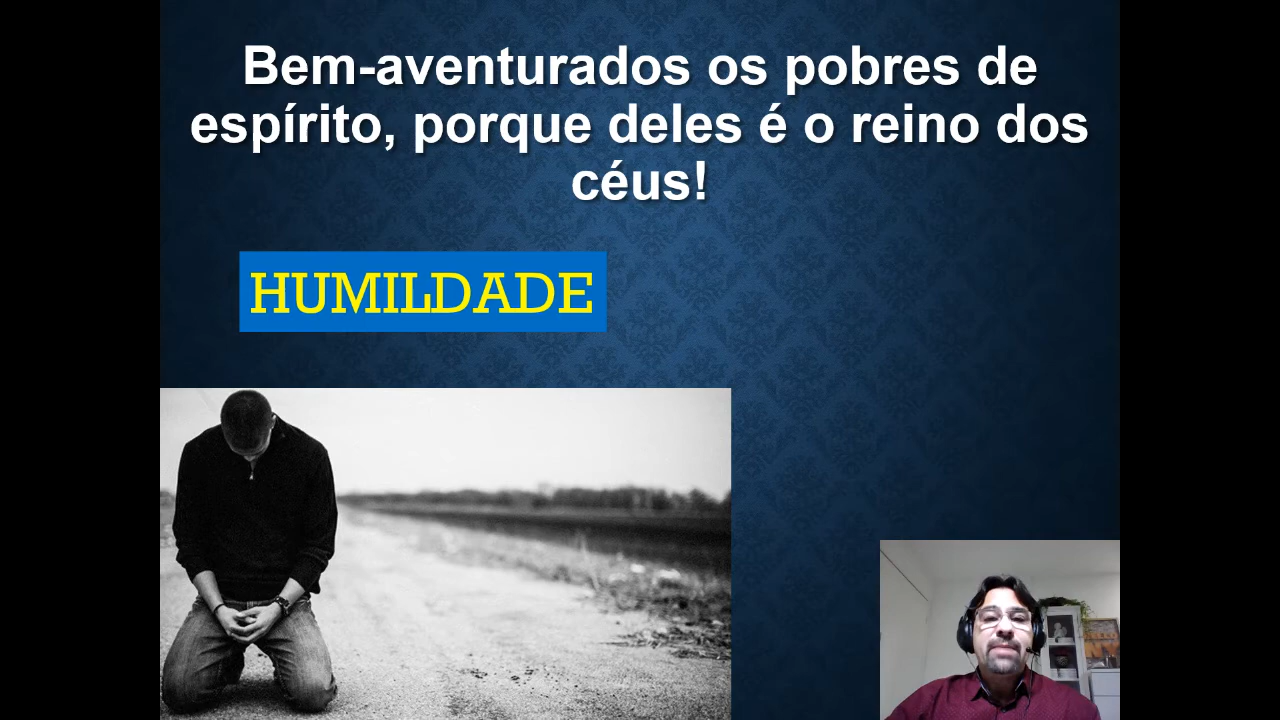 Bem-aventurados os pobres de
espírito, porque deles é o reino dos
céus!
HUMILDADE